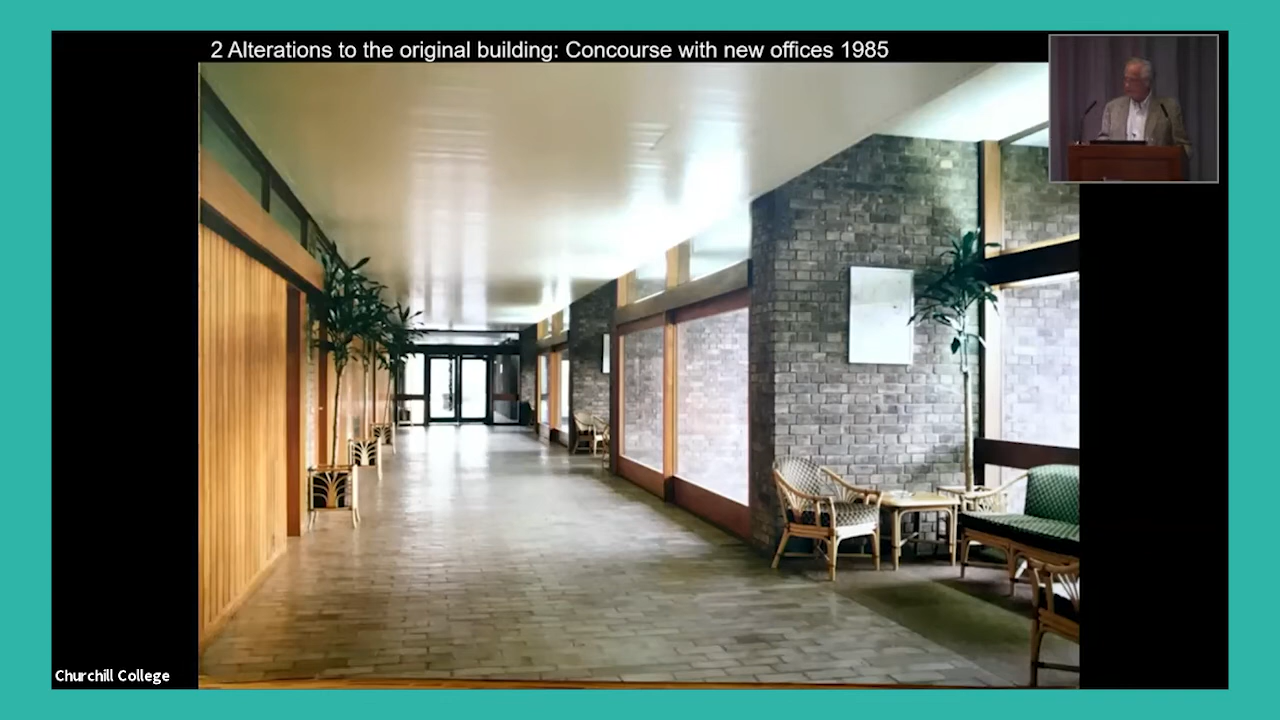 2 Alterations to the original building: Concourse with new offices 1985
Churchill College